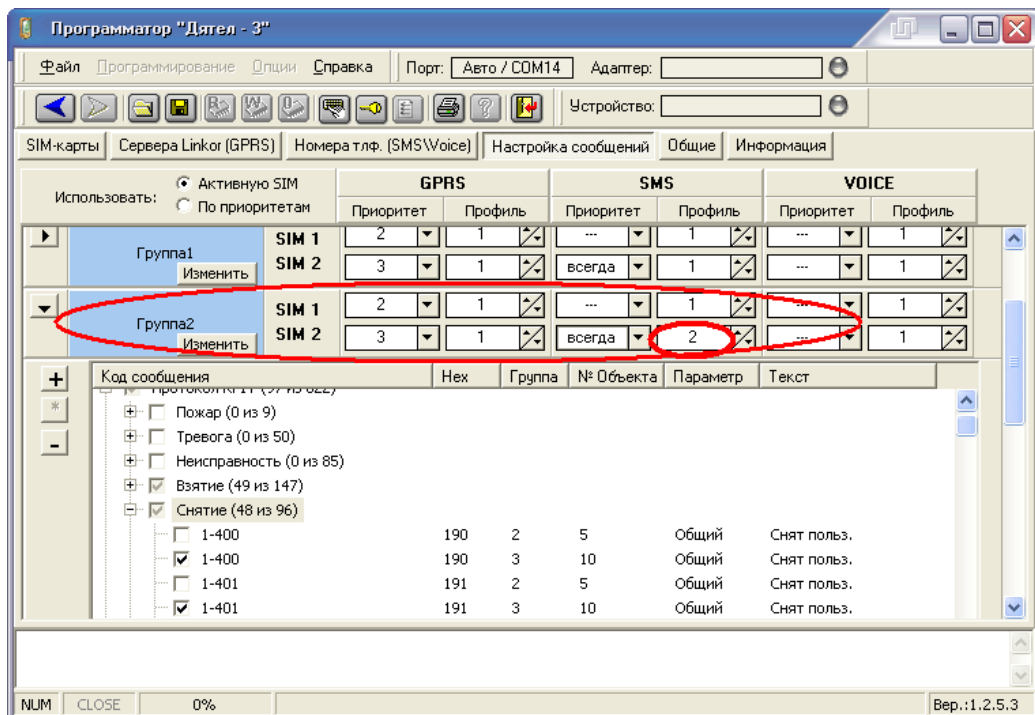 Программатор "Дятел - 3"
Файл Программирование Опции Справка Порт: Авто / COM14 Адаптер:
Устройство:
SIM-карты Сервера Linkor (GPRS) Номера тлф. (SMS\Voice) Настройка сообщений Общие Информация
Использовать: Активную SIM По приоритетам GPRS SMS VOICE
Приоритет Профиль Приоритет Профиль Приоритет Профиль
Группа1 Изменить
SIM 1 2 1 --- 1 --- 1
SIM 2 3 1 всегда 1 --- 1
Группа2 Изменить
SIM 1 2 1 --- 1 --- 1
SIM 2 3 1 всегда 2 --- 1
Код сообщения Hex Группа № Объекта Параметр Текст
Пожар (0 из 9)
Тревога (0 из 50)
Неисправность (0 из 85)
Взятие (49 из 147)
Снятие (48 из 96)
1-400 190 2 5 Общий Снят польз.
1-400 190 3 10 Общий Снят польз.
1-401 191 2 5 Общий Снят польз.
1-401 191 3 10 Общий Снят польз.
NUM CLOSE 0% Вер.:1.2.5.3